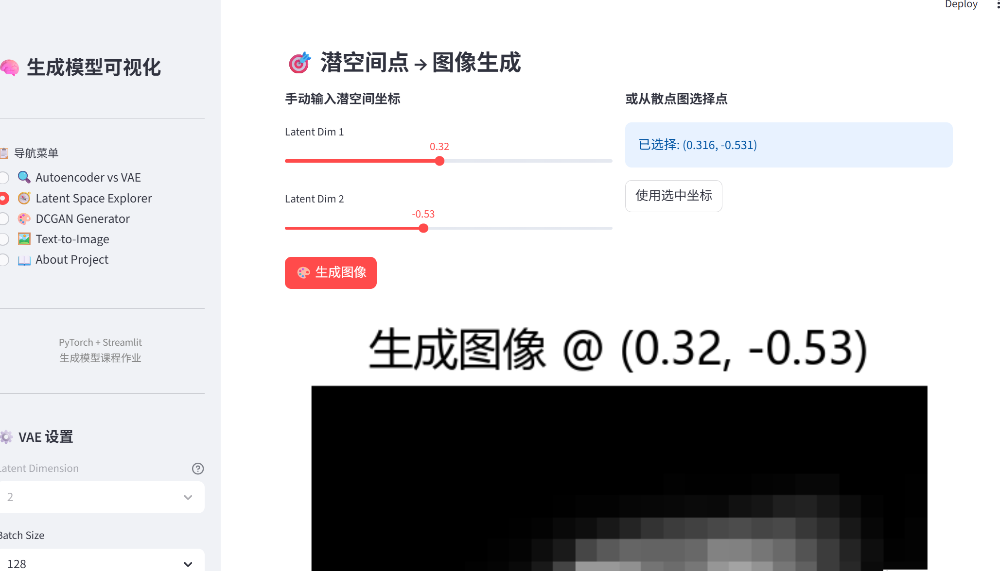 Deploy
生成模型可视化
导航菜单
Autoencoder vs VAE
Latent Space Explorer
DCGAN Generator
Text-to-Image
About Project
PyTorch + Streamlit
生成模型课程作业
VAE 设置
Latent Dimension
2
Batch Size
128
潜空间点 → 图像生成
手动输入潜空间坐标
Latent Dim 1
0.32
Latent Dim 2
-0.53
生成图像
或从散点图选择点
已选择: (0.316, -0.531)
使用选中坐标
生成图像 @ (0.32, -0.53)